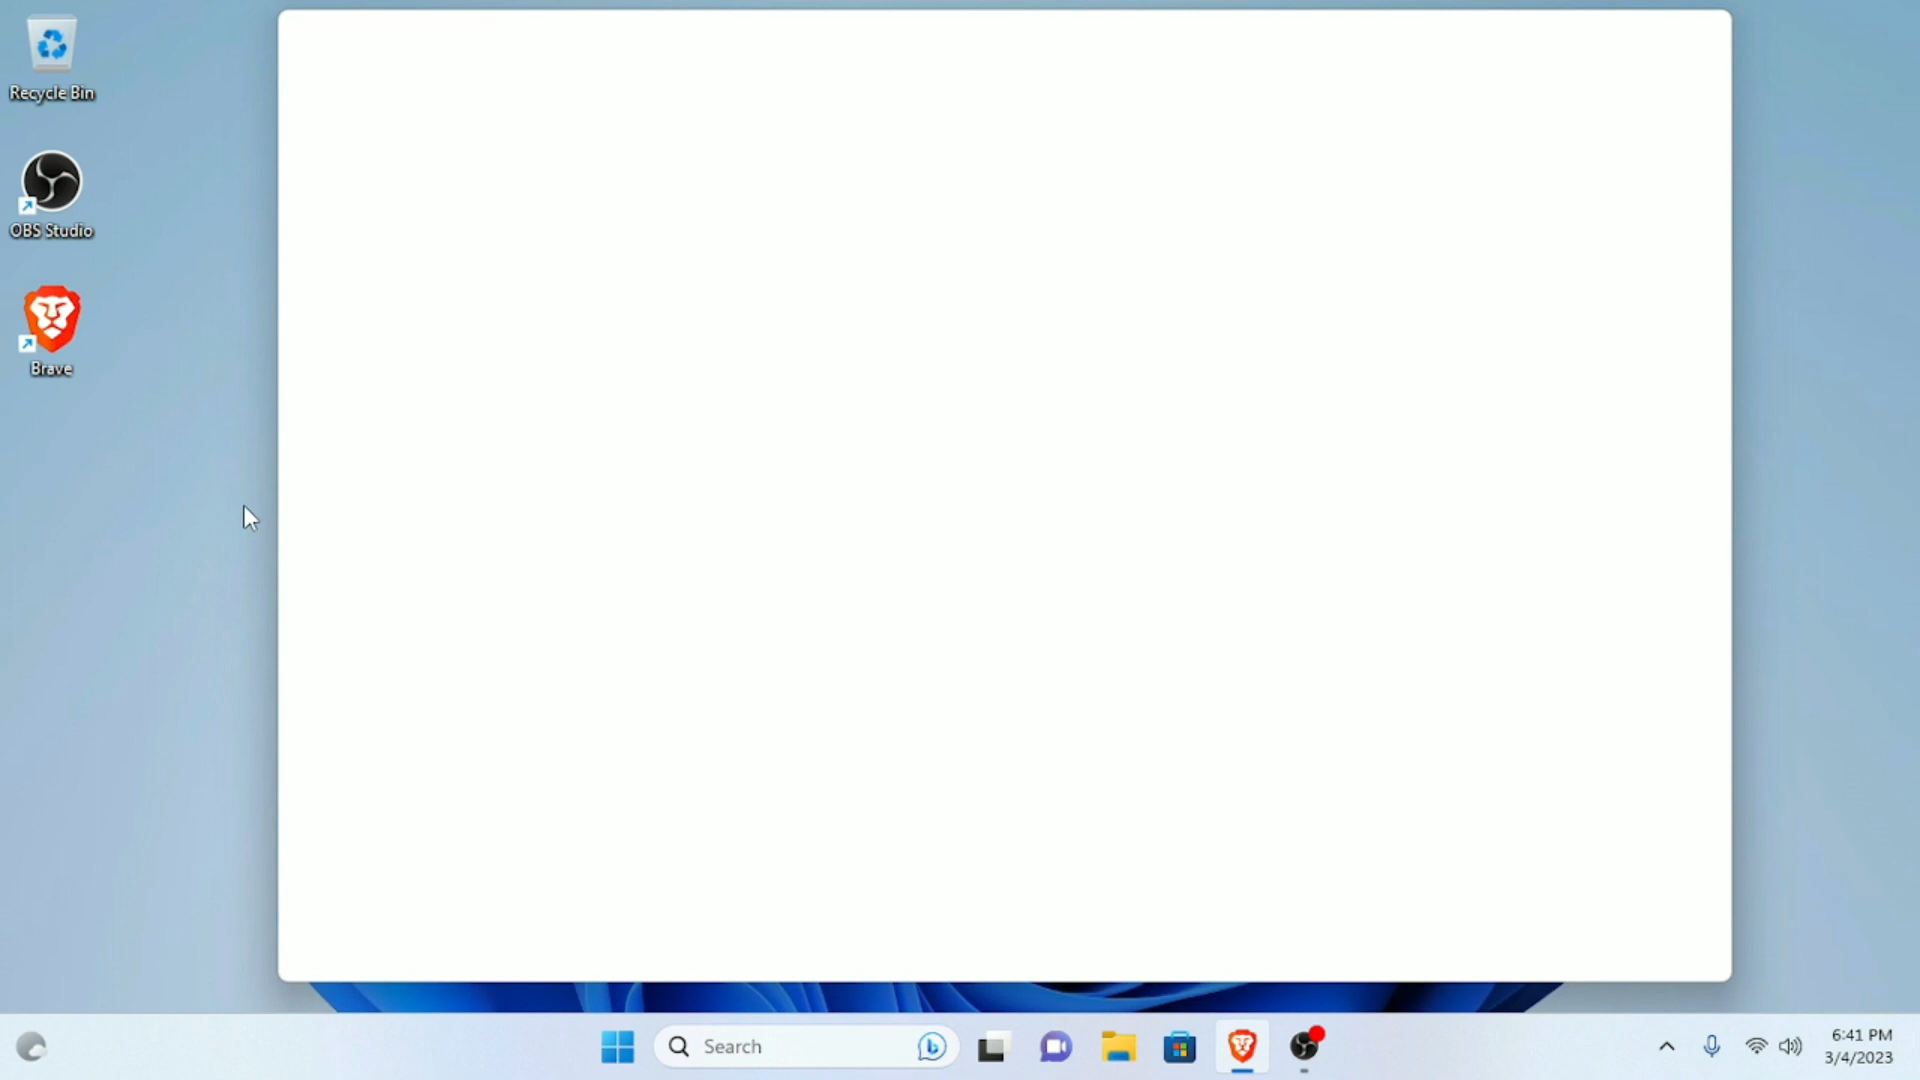 Recycle Bin
OBS Studio
Brave
Search
6:41 PM
3/4/2023